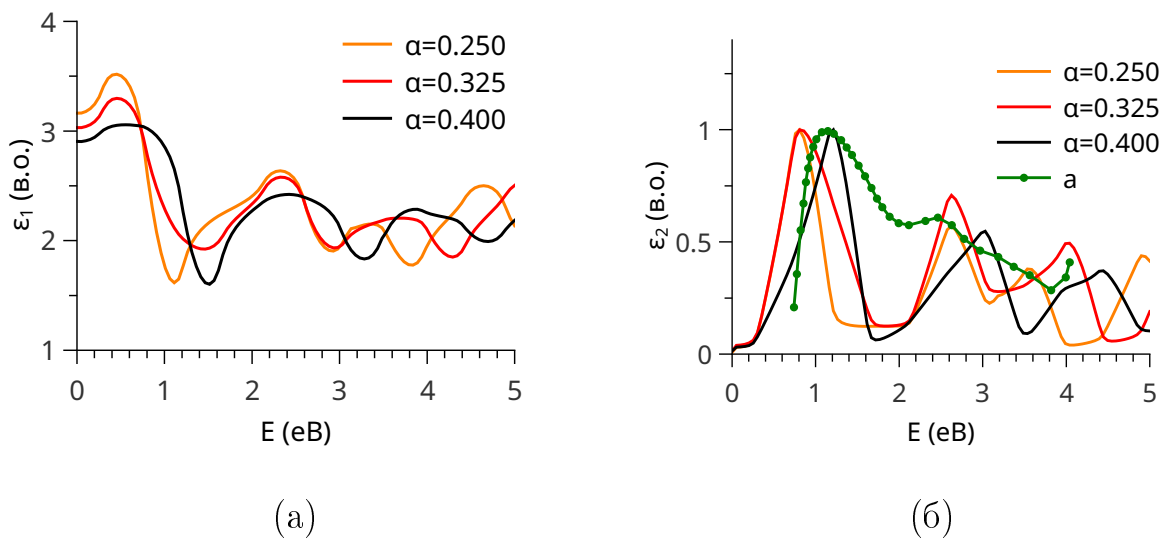 4
3
2
1
ε₁ (в.о.)
α=0.250
α=0.325
α=0.400
0 1 2 3 4 5
E (еВ)
(а)
1
0.5
0
ε₂ (в.о.)
α=0.250
α=0.325
α=0.400
a
0 1 2 3 4 5
E (еВ)
(б)